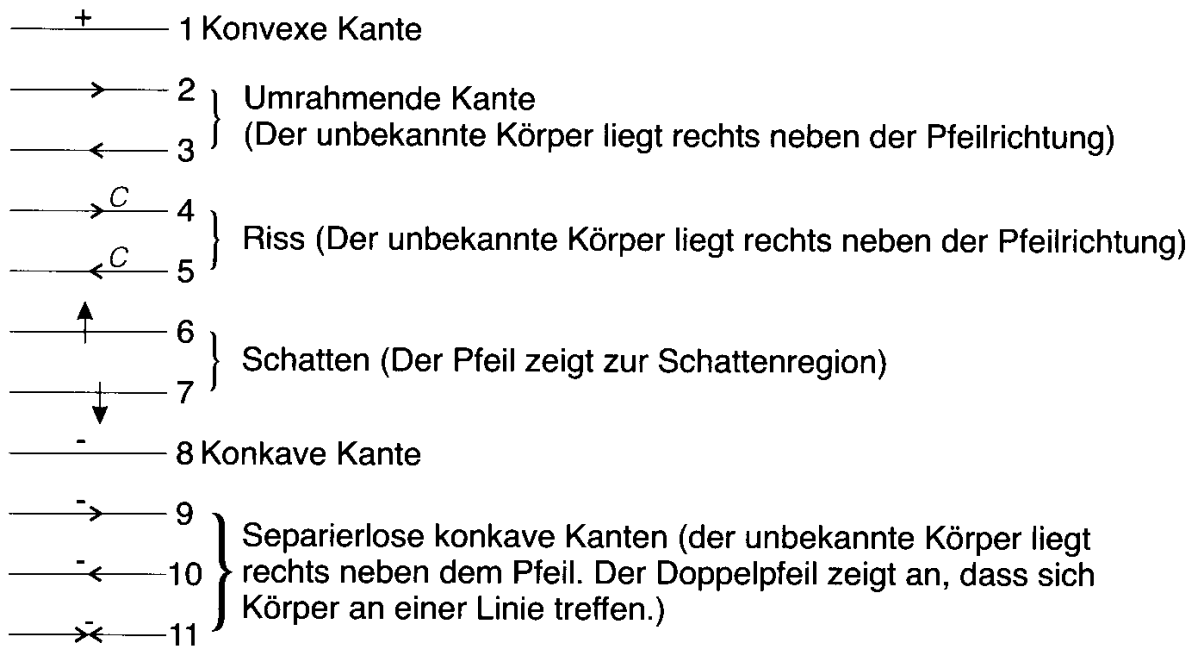 + 1 Konvexe Kante
2
Umrahmende Kante
(Der unbekannte Körper liegt rechts neben der Pfeilrichtung)
3
C 4
Riss (Der unbekannte Körper liegt rechts neben der Pfeilrichtung)
C 5
6
Schatten (Der Pfeil zeigt zur Schattenregion)
7
- 8 Konkave Kante
- 9
Separierlose konkave Kanten (der unbekannte Körper liegt
- 10 rechts neben dem Pfeil. Der Doppelpfeil zeigt an, dass sich
Körper an einer Linie treffen.)
- 11